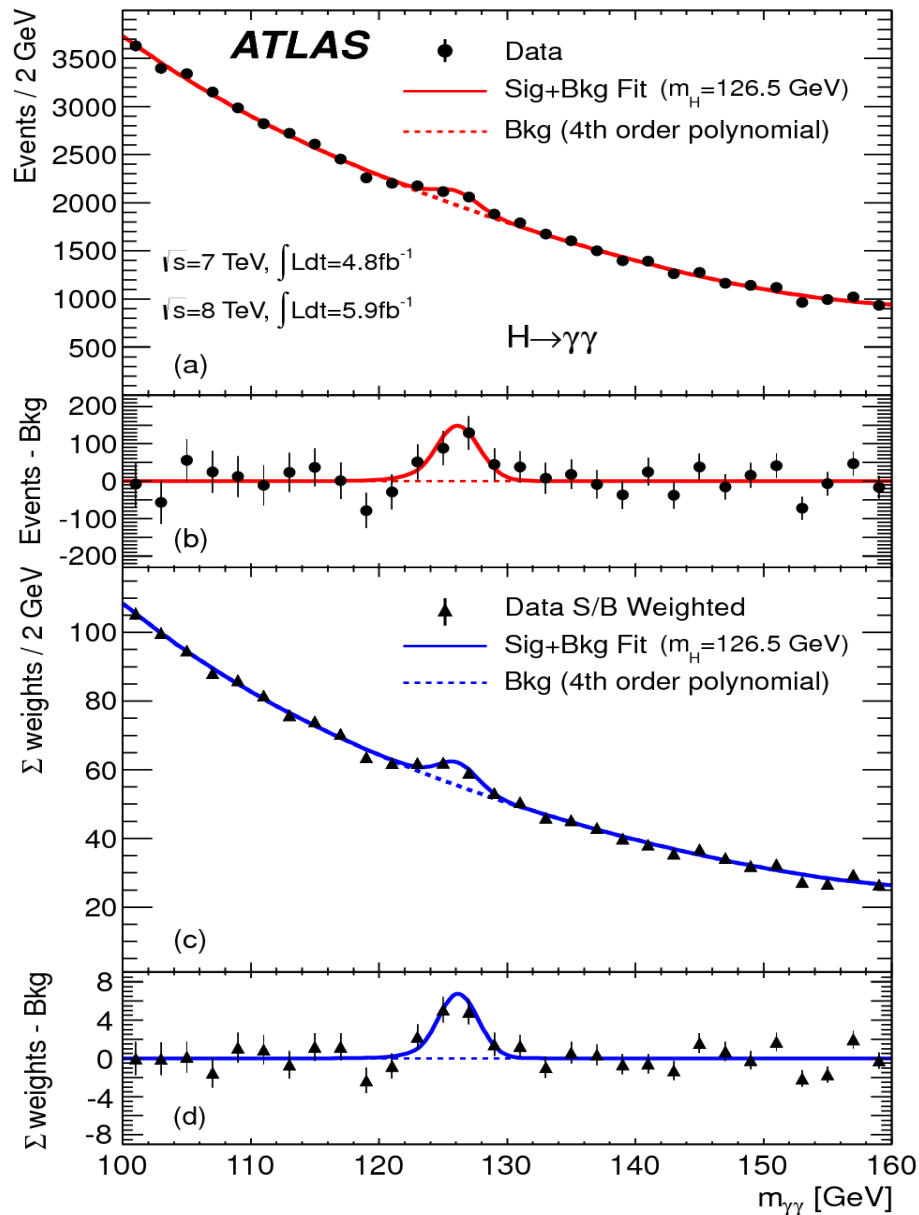 ATLAS
Data
Sig+Bkg Fit (m_H=126.5 GeV)
Bkg (4th order polynomial)
Events / 2 GeV
3500
3000
2500
2000
1500
1000
500
√s=7 TeV, ∫Ldt=4.8fb⁻¹
√s=8 TeV, ∫Ldt=5.9fb⁻¹
H→γγ
(a)
Events - Bkg
200
100
0
-100
-200
(b)
Σ weights / 2 GeV
Data S/B Weighted
Sig+Bkg Fit (m_H=126.5 GeV)
Bkg (4th order polynomial)
100
80
60
40
20
(c)
Σ weights - Bkg
8
4
0
-4
-8
(d)
100 110 120 130 140 150 160
m_γγ [GeV]